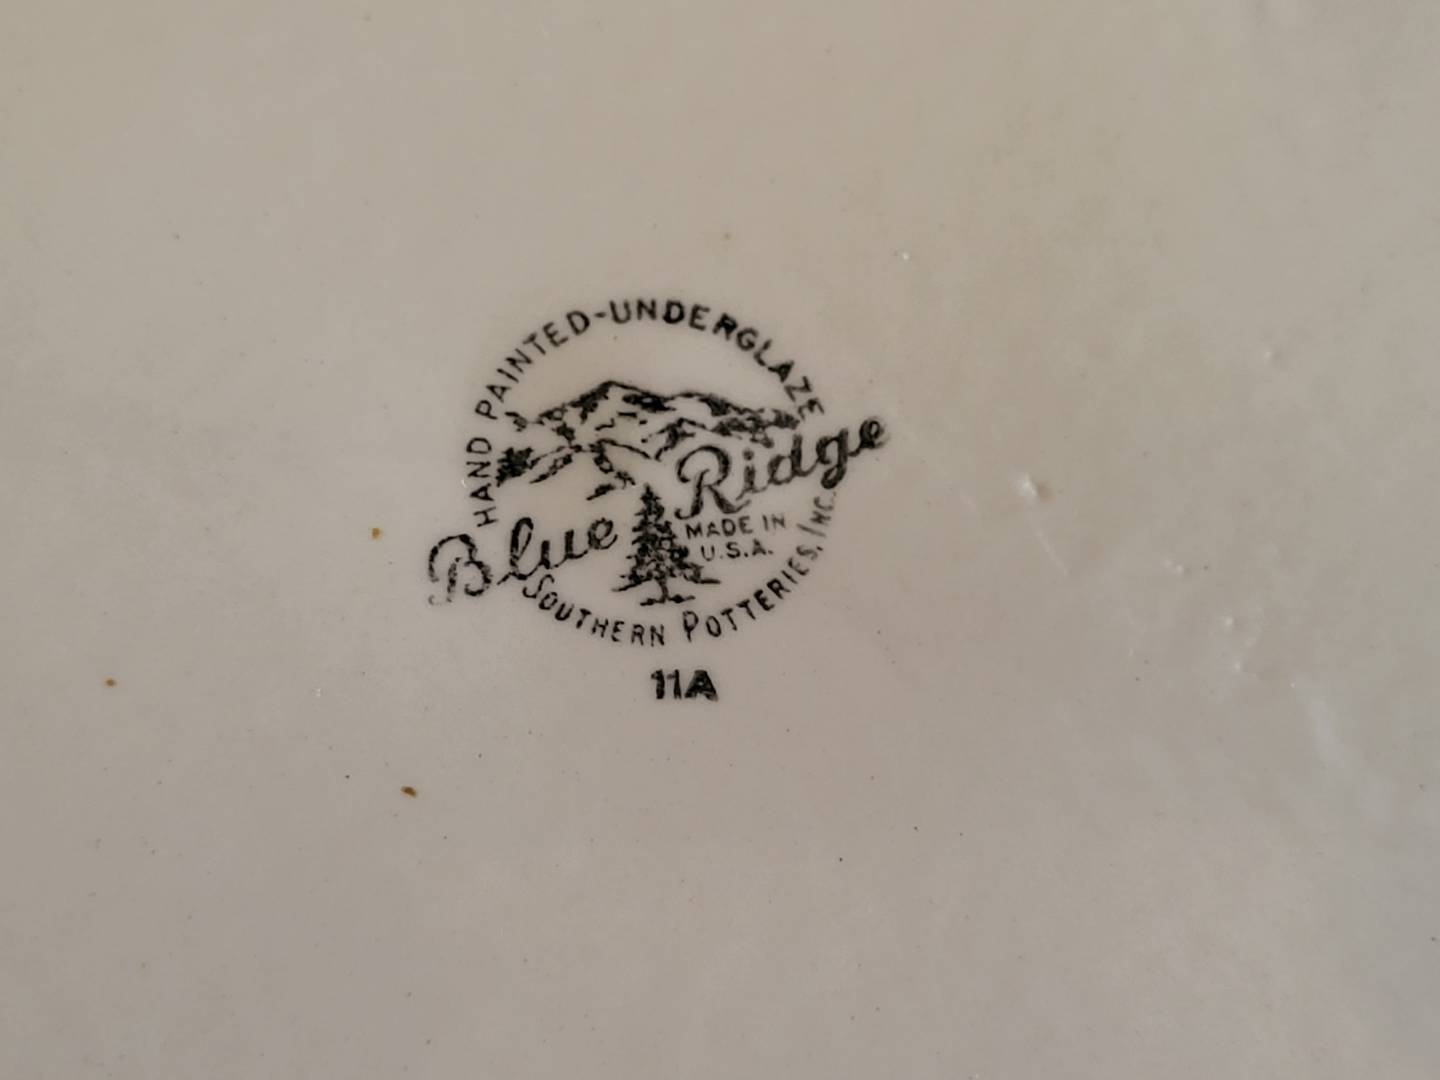 HAND PAINTED-UNDERGLAZE
Blue Ridge
MADE IN
U.S.A.
SOUTHERN POTTERIES, INC.
11A